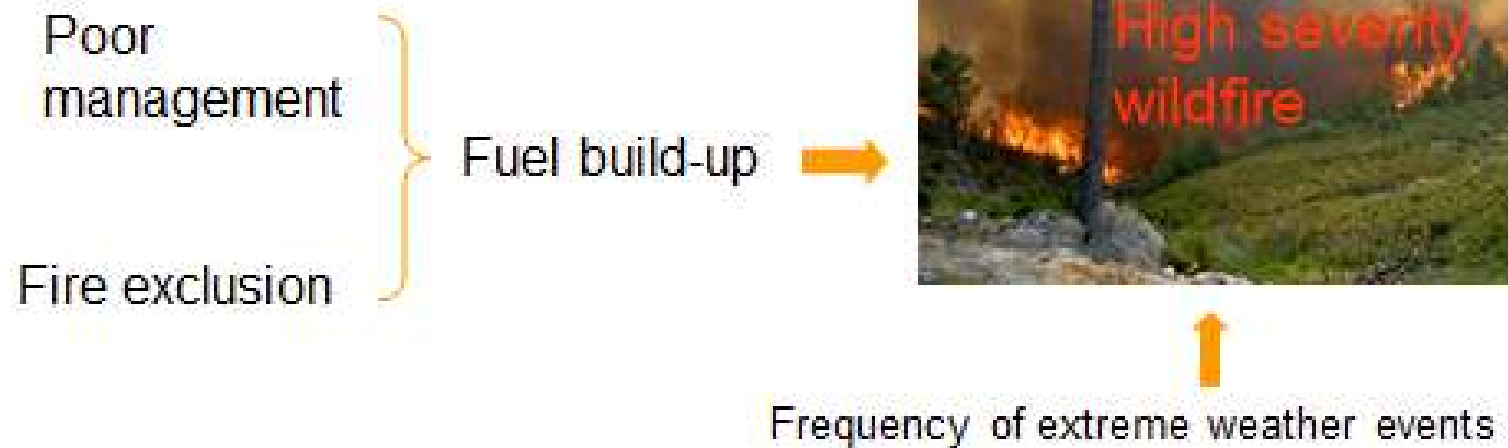 Poor
management
Fire exclusion
Fuel build-up
High severity
wildfire
Frequency of extreme weather events